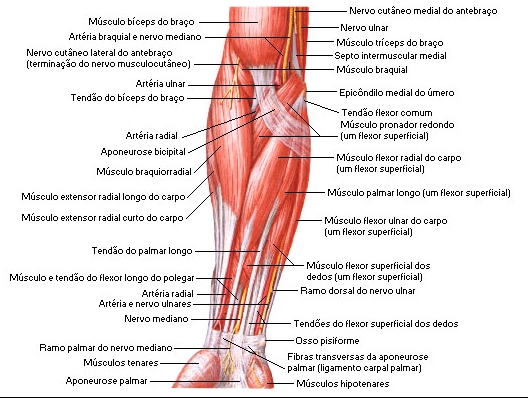 Músculo bíceps do braço
Artéria braquial e nervo mediano
Nervo cutâneo lateral do antebraço
(terminação do nervo musculocutâneo)
Artéria ulnar
Tendão do bíceps do braço
Artéria radial
Aponeurose bicipital
Músculo braquiorradial
Músculo extensor radial longo do carpo
Músculo extensor radial curto do carpo
Tendão do palmar longo
Músculo e tendão do flexor longo do polegar
Artéria radial
Artéria e nervo ulnares
Nervo mediano
Ramo palmar do nervo mediano
Músculos tenares
Aponeurose palmar
Nervo cutâneo medial do antebraço
Nervo ulnar
Músculo tríceps do braço
Septo intermuscular medial
Músculo braquial
Epicôndilo medial do úmero
Tendão flexor comum
Músculo pronador redondo
(um flexor superficial)
Músculo flexor radial do carpo
(um flexor superficial)
Músculo palmar longo (um flexor superficial)
Músculo flexor ulnar do carpo
(um flexor superficial)
Músculo flexor superficial dos
dedos (um flexor superficial)
Ramo dorsal do nervo ulnar
Tendões do flexor superficial dos dedos
Osso pisiforme
Fibras transversas da aponeurose
palmar (ligamento carpal palmar)
Músculos hipotenares